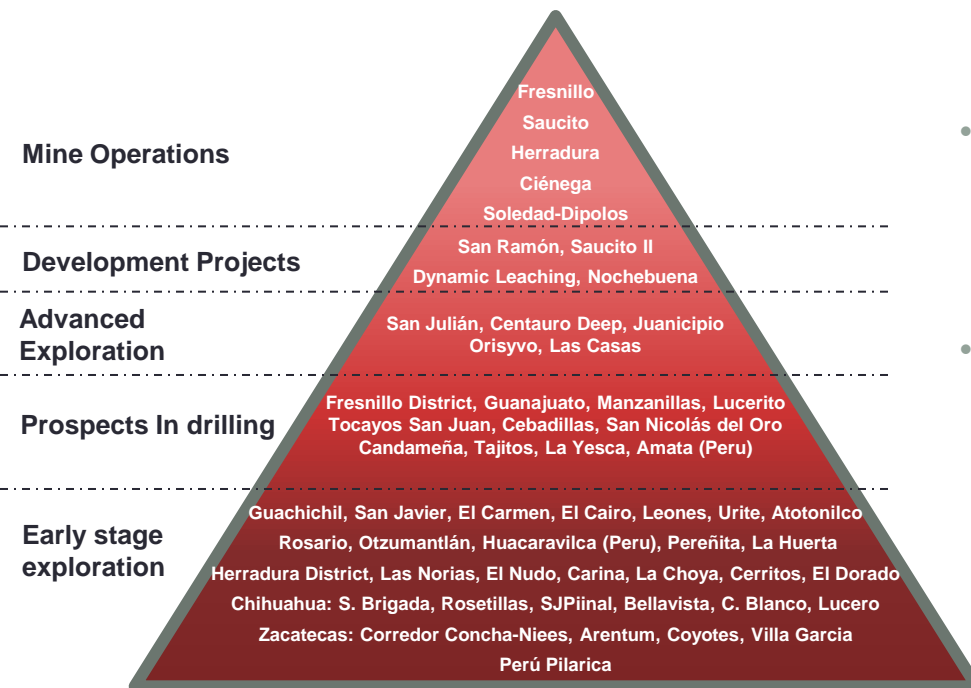 Mine Operations
Fresnillo
Saucito
Herradura
Ciénega
Soledad-Dipolos
Development Projects
San Ramón, Saucito II
Dynamic Leaching, Nochebuena
Advanced
Exploration
San Julián, Centauro Deep, Juanicipio
Orisyvo, Las Casas
Prospects In drilling
Fresnillo District, Guanajuato, Manzanillas, Lucerito
Tocayos San Juan, Cebadillas, San Nicolás del Oro
Candameña, Tajitos, La Yesca, Amata (Peru)
Early stage
exploration
Guachichil, San Javier, El Carmen, El Cairo, Leones, Urite, Atotonilco
Rosario, Otzumantlán, Huacaravilca (Peru), Pereñita, La Huerta
Herradura District, Las Norias, El Nudo, Carina, La Choya, Cerritos, El Dorado
Chihuahua: S. Brigada, Rosetillas, SJPiinal, Bellavista, C. Blanco, Lucero
Zacatecas: Corredor Concha-Niees, Arentum, Coyotes, Villa Garcia
Perú Pilarica